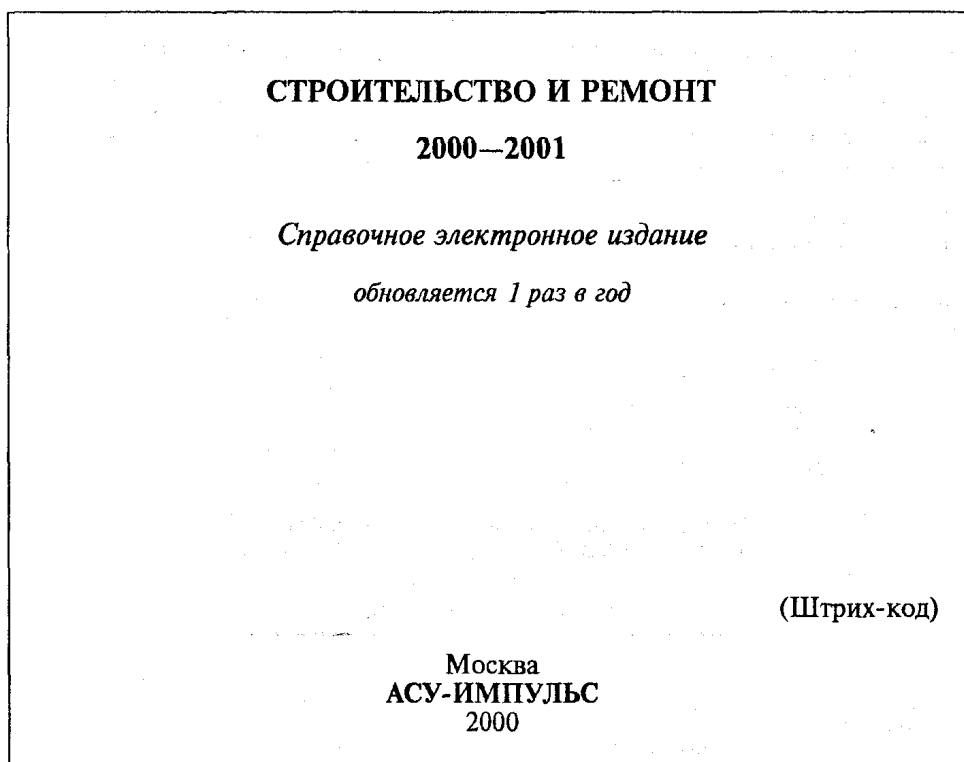 СТРОИТЕЛЬСТВО И РЕМОНТ
2000—2001
Справочное электронное издание
обновляется 1 раз в год
(Штрих-код)
Москва
АСУ-ИМПУЛЬС
2000